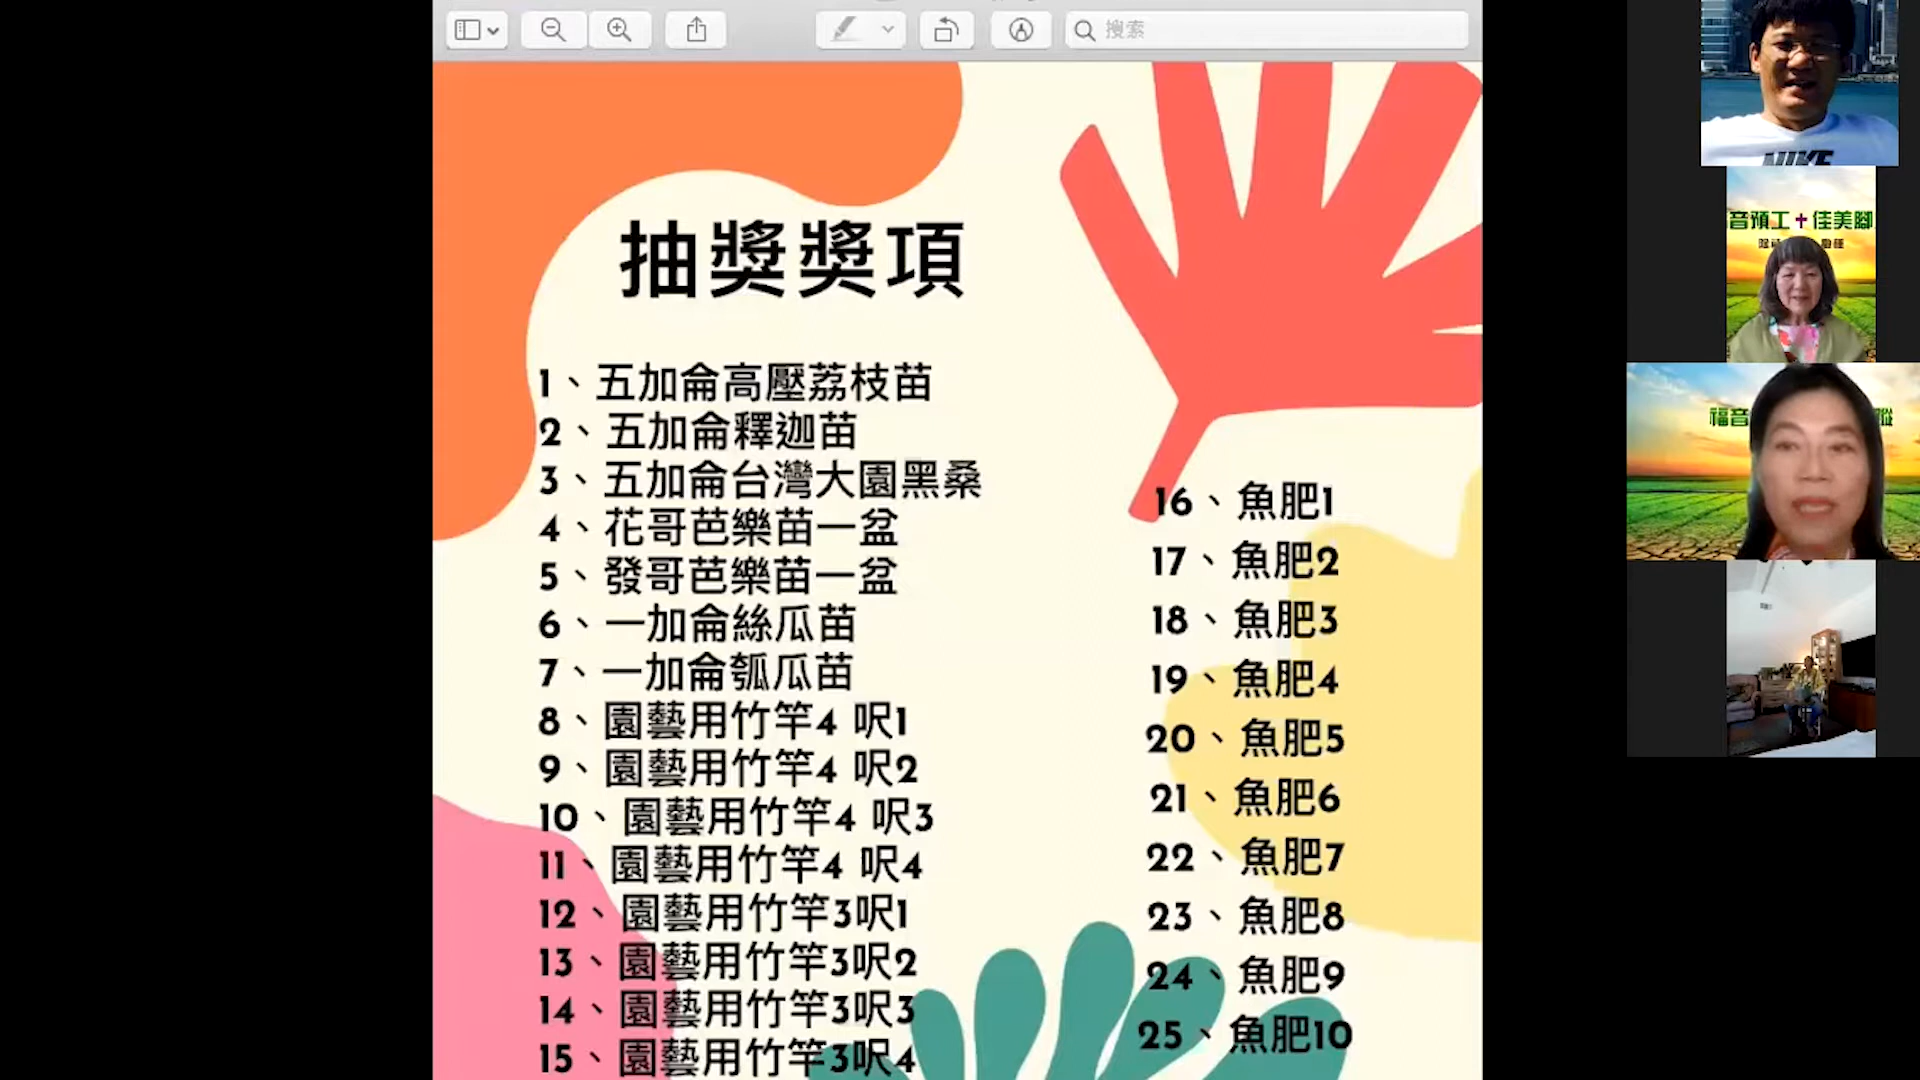 搜索
抽獎獎項
1、五加侖高壓荔枝苗
2、五加侖釋迦苗
3、五加侖台灣大園黑桑
4、花哥芭樂苗一盆
5、發哥芭樂苗一盆
6、一加侖絲瓜苗
7、一加侖瓠瓜苗
8、園藝用竹竿4 呎1
9、園藝用竹竿4 呎2
10、園藝用竹竿4 呎3
11、園藝用竹竿4 呎4
12、園藝用竹竿3呎1
13、園藝用竹竿3呎2
14、園藝用竹竿3呎3
15、園藝用竹竿3呎4
16、魚肥1
17、魚肥2
18、魚肥3
19、魚肥4
20、魚肥5
21、魚肥6
22、魚肥7
23、魚肥8
24、魚肥9
25、魚肥10
NIKE
音預工✝佳美腳
福音
蹤